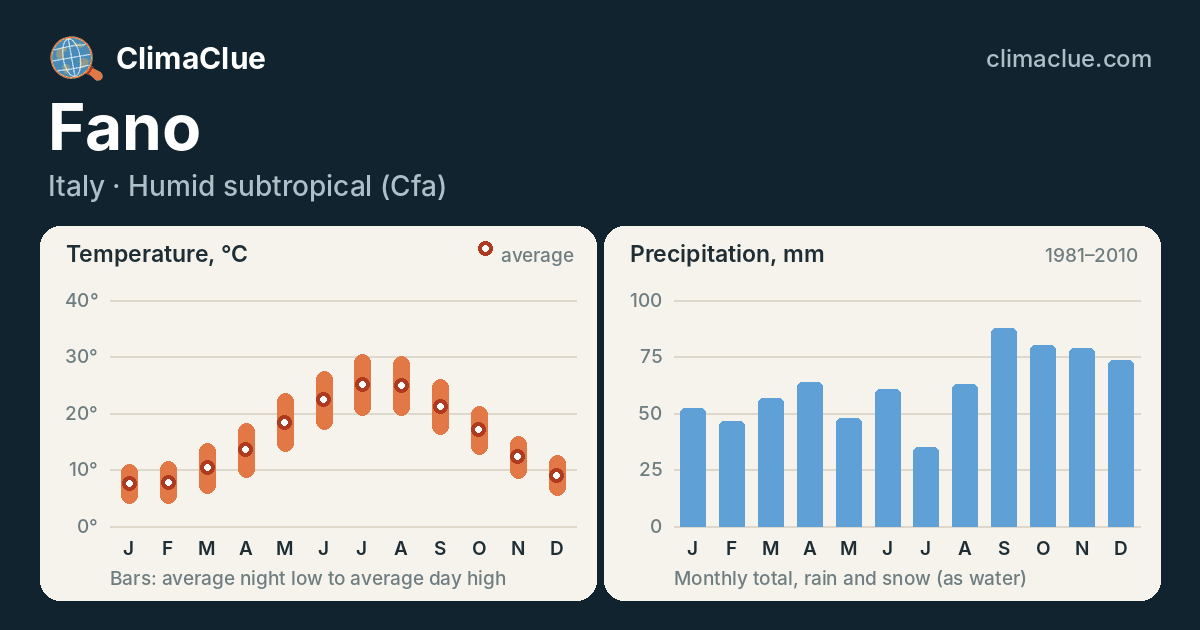 ClimaClue
climaclue.com
Fano
Italy · Humid subtropical (Cfa)
Temperature, °C
average
40°
30°
20°
10°
0°
J F M A M J J A S O N D
Bars: average night low to average day high
Precipitation, mm
1981–2010
100
75
50
25
0
J F M A M J J A S O N D
Monthly total, rain and snow (as water)